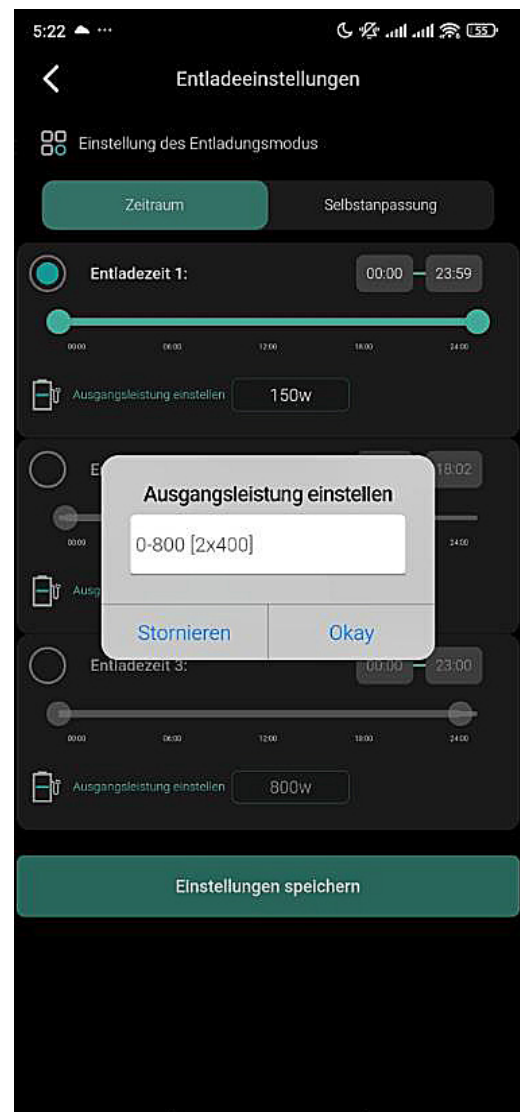 5:22
55
Entladeeinstellungen
Einstellung des Entladungsmodus
Zeitraum Selbstanpassung
Entladezeit 1: 00:00 23:59
00:00 06:00 12:00 18:00 24:00
Ausgangsleistung einstellen 150w
18:02
Ausgangsleistung einstellen
0-800 [2x400]
00:00 24:00
Stornieren Okay
Entladezeit 3: 00:00 23:00
00:00 06:00 12:00 18:00 24:00
Ausgangsleistung einstellen 800w
Einstellungen speichern